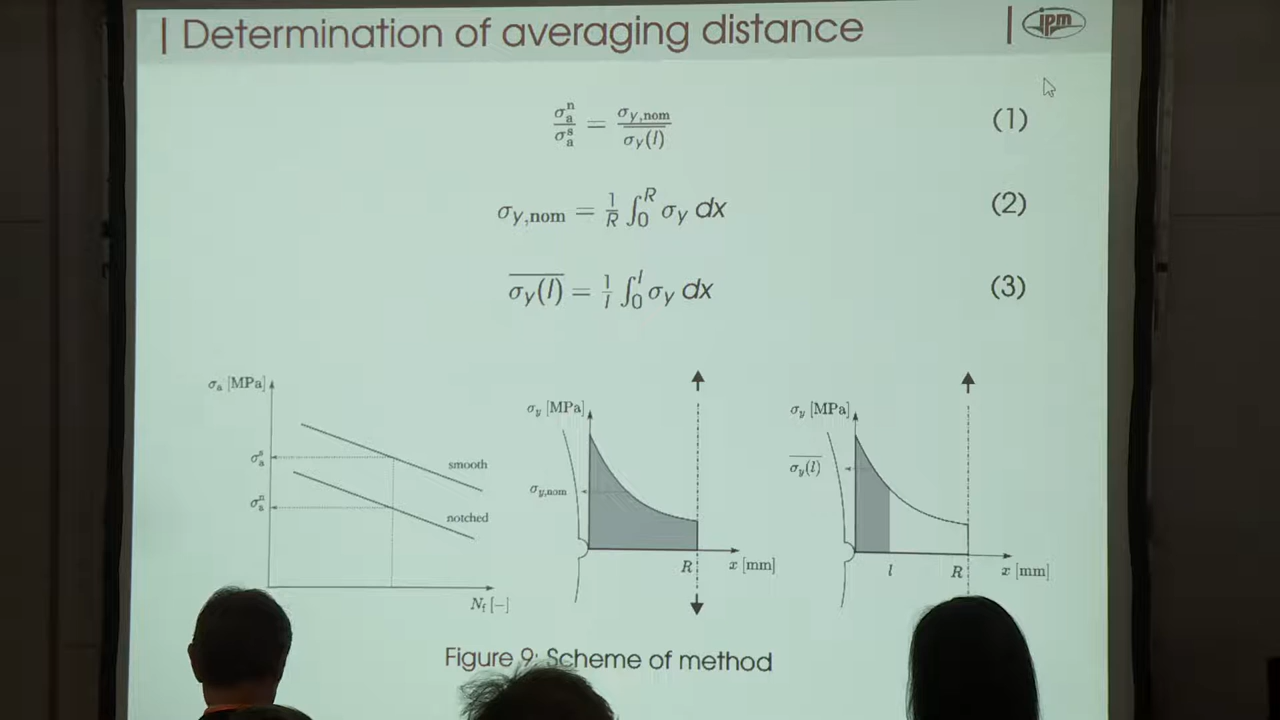 | Determination of averaging distance
ipm
σₐⁿ/σₐˢ = σ_y,nom/σ_y(l)‾ (1)
σ_y,nom = 1/R ∫₀ᴿ σ_y dx (2)
σ_y(l)‾ = 1/l ∫₀ˡ σ_y dx (3)
σₐ [MPa]
σₐˢ
σₐⁿ
smooth
notched
N_f [−]
σ_y [MPa]
σ_y,nom
R
x [mm]
σ_y [MPa]
σ_y(l)‾
l
R
x [mm]
Figure 9: Scheme of method